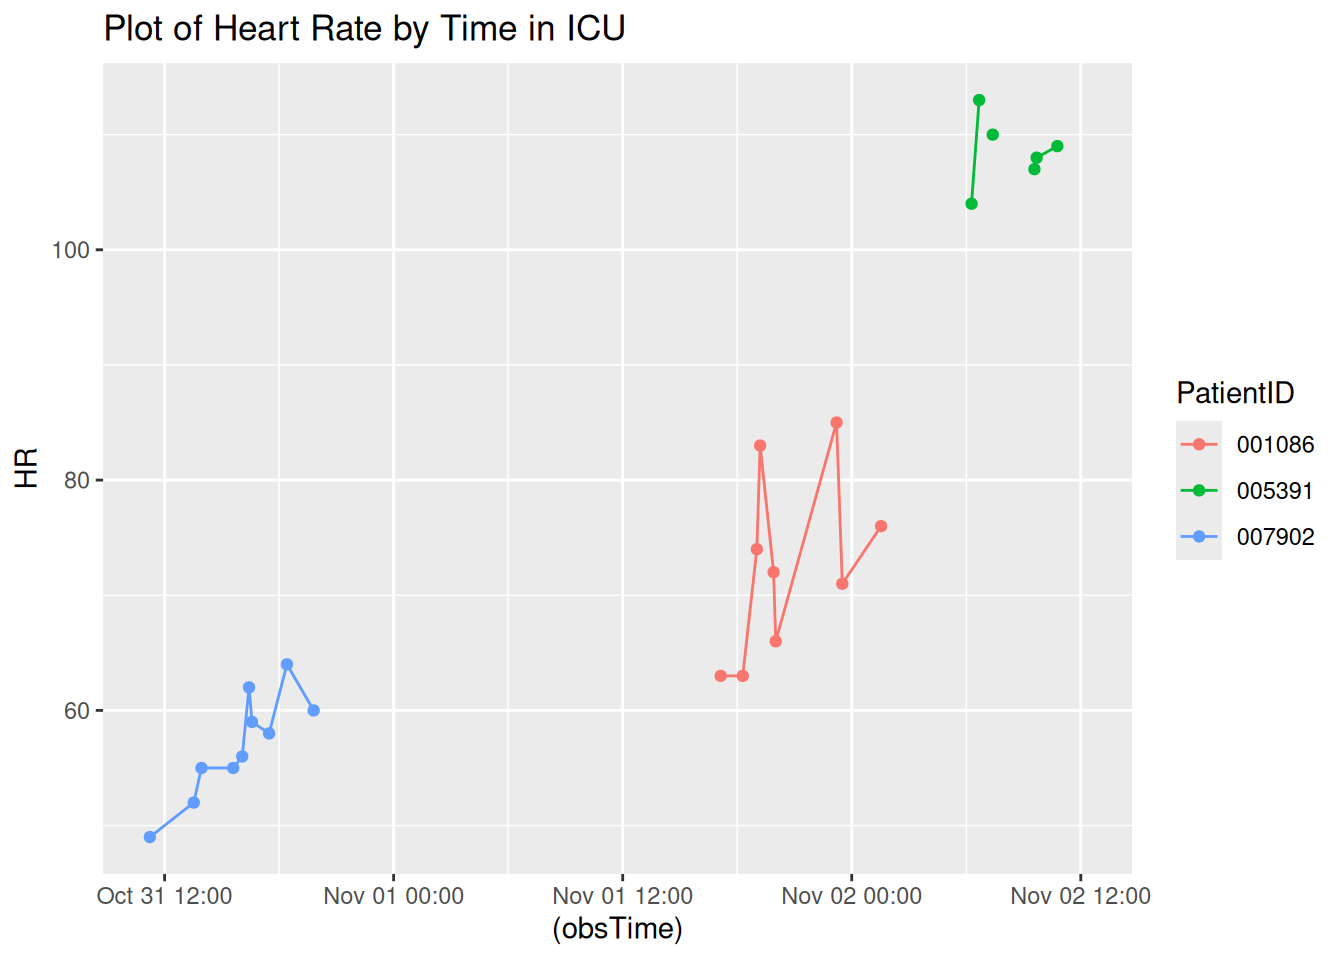 Plot of Heart Rate by Time in ICU
HR
100
80
60
Oct 31 12:00 Nov 01 00:00 Nov 01 12:00 Nov 02 00:00 Nov 02 12:00
(obsTime)
PatientID
001086
005391
007902